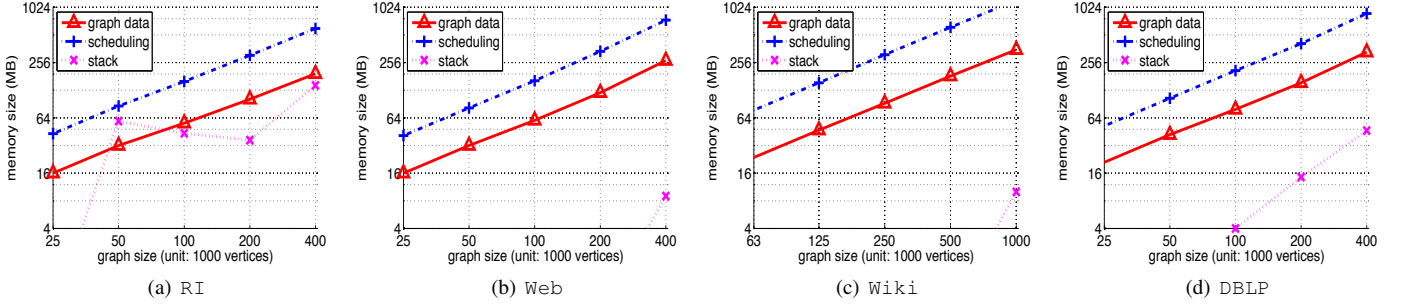 1024
256
64
16
4
memory size (MB)
graph data
scheduling
stack
25 50 100 200 400
graph size (unit: 1000 vertices)
(a) RI
1024
256
64
16
4
memory size (MB)
graph data
scheduling
stack
25 50 100 200 400
graph size (unit: 1000 vertices)
(b) Web
1024
256
64
16
4
memory size (MB)
graph data
scheduling
stack
63 125 250 500 1000
graph size (unit: 1000 vertices)
(c) Wiki
1024
256
64
16
4
memory size (MB)
graph data
scheduling
stack
25 50 100 200 400
graph size (unit: 1000 vertices)
(d) DBLP